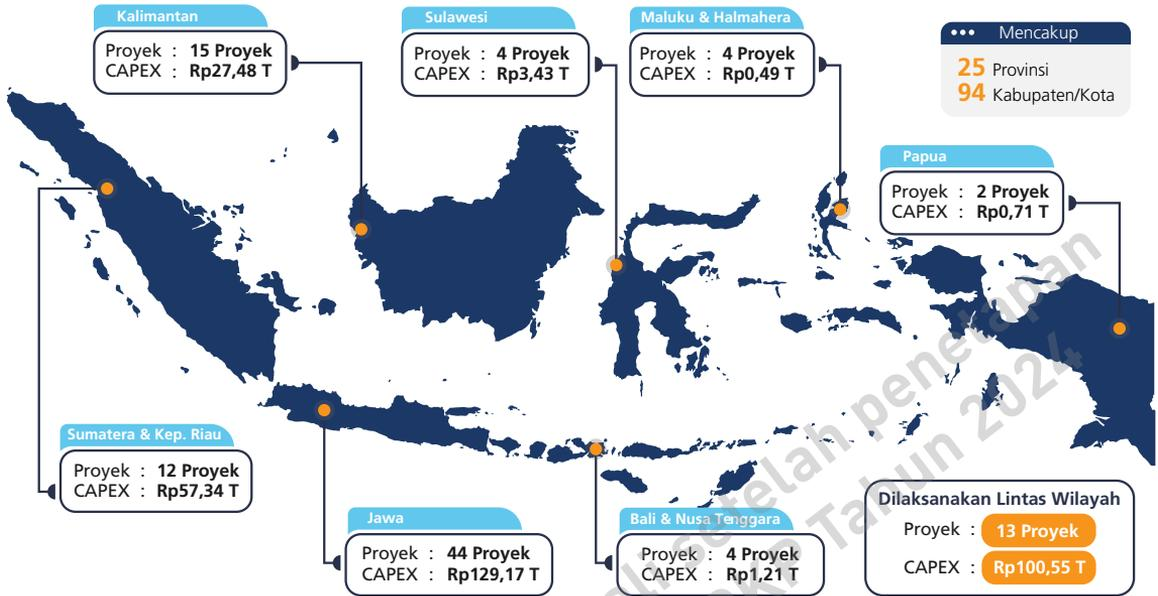 Kalimantan
Proyek : 15 Proyek
CAPEX : Rp27,48 T
Sulawesi
Proyek : 4 Proyek
CAPEX : Rp3,43 T
Maluku & Halmahera
Proyek : 4 Proyek
CAPEX : Rp0,49 T
Mencakup
25 Provinsi
94 Kabupaten/Kota
Papua
Proyek : 2 Proyek
CAPEX : Rp0,71 T
Sumatera & Kep. Riau
Proyek : 12 Proyek
CAPEX : Rp57,34 T
Jawa
Proyek : 44 Proyek
CAPEX : Rp129,17 T
Bali & Nusa Tenggara
Proyek : 4 Proyek
CAPEX : Rp1,21 T
Dilaksanakan Lintas Wilayah
Proyek : 13 Proyek
CAPEX : Rp100,55 T
setelah penetapan
KP Tahun 2024